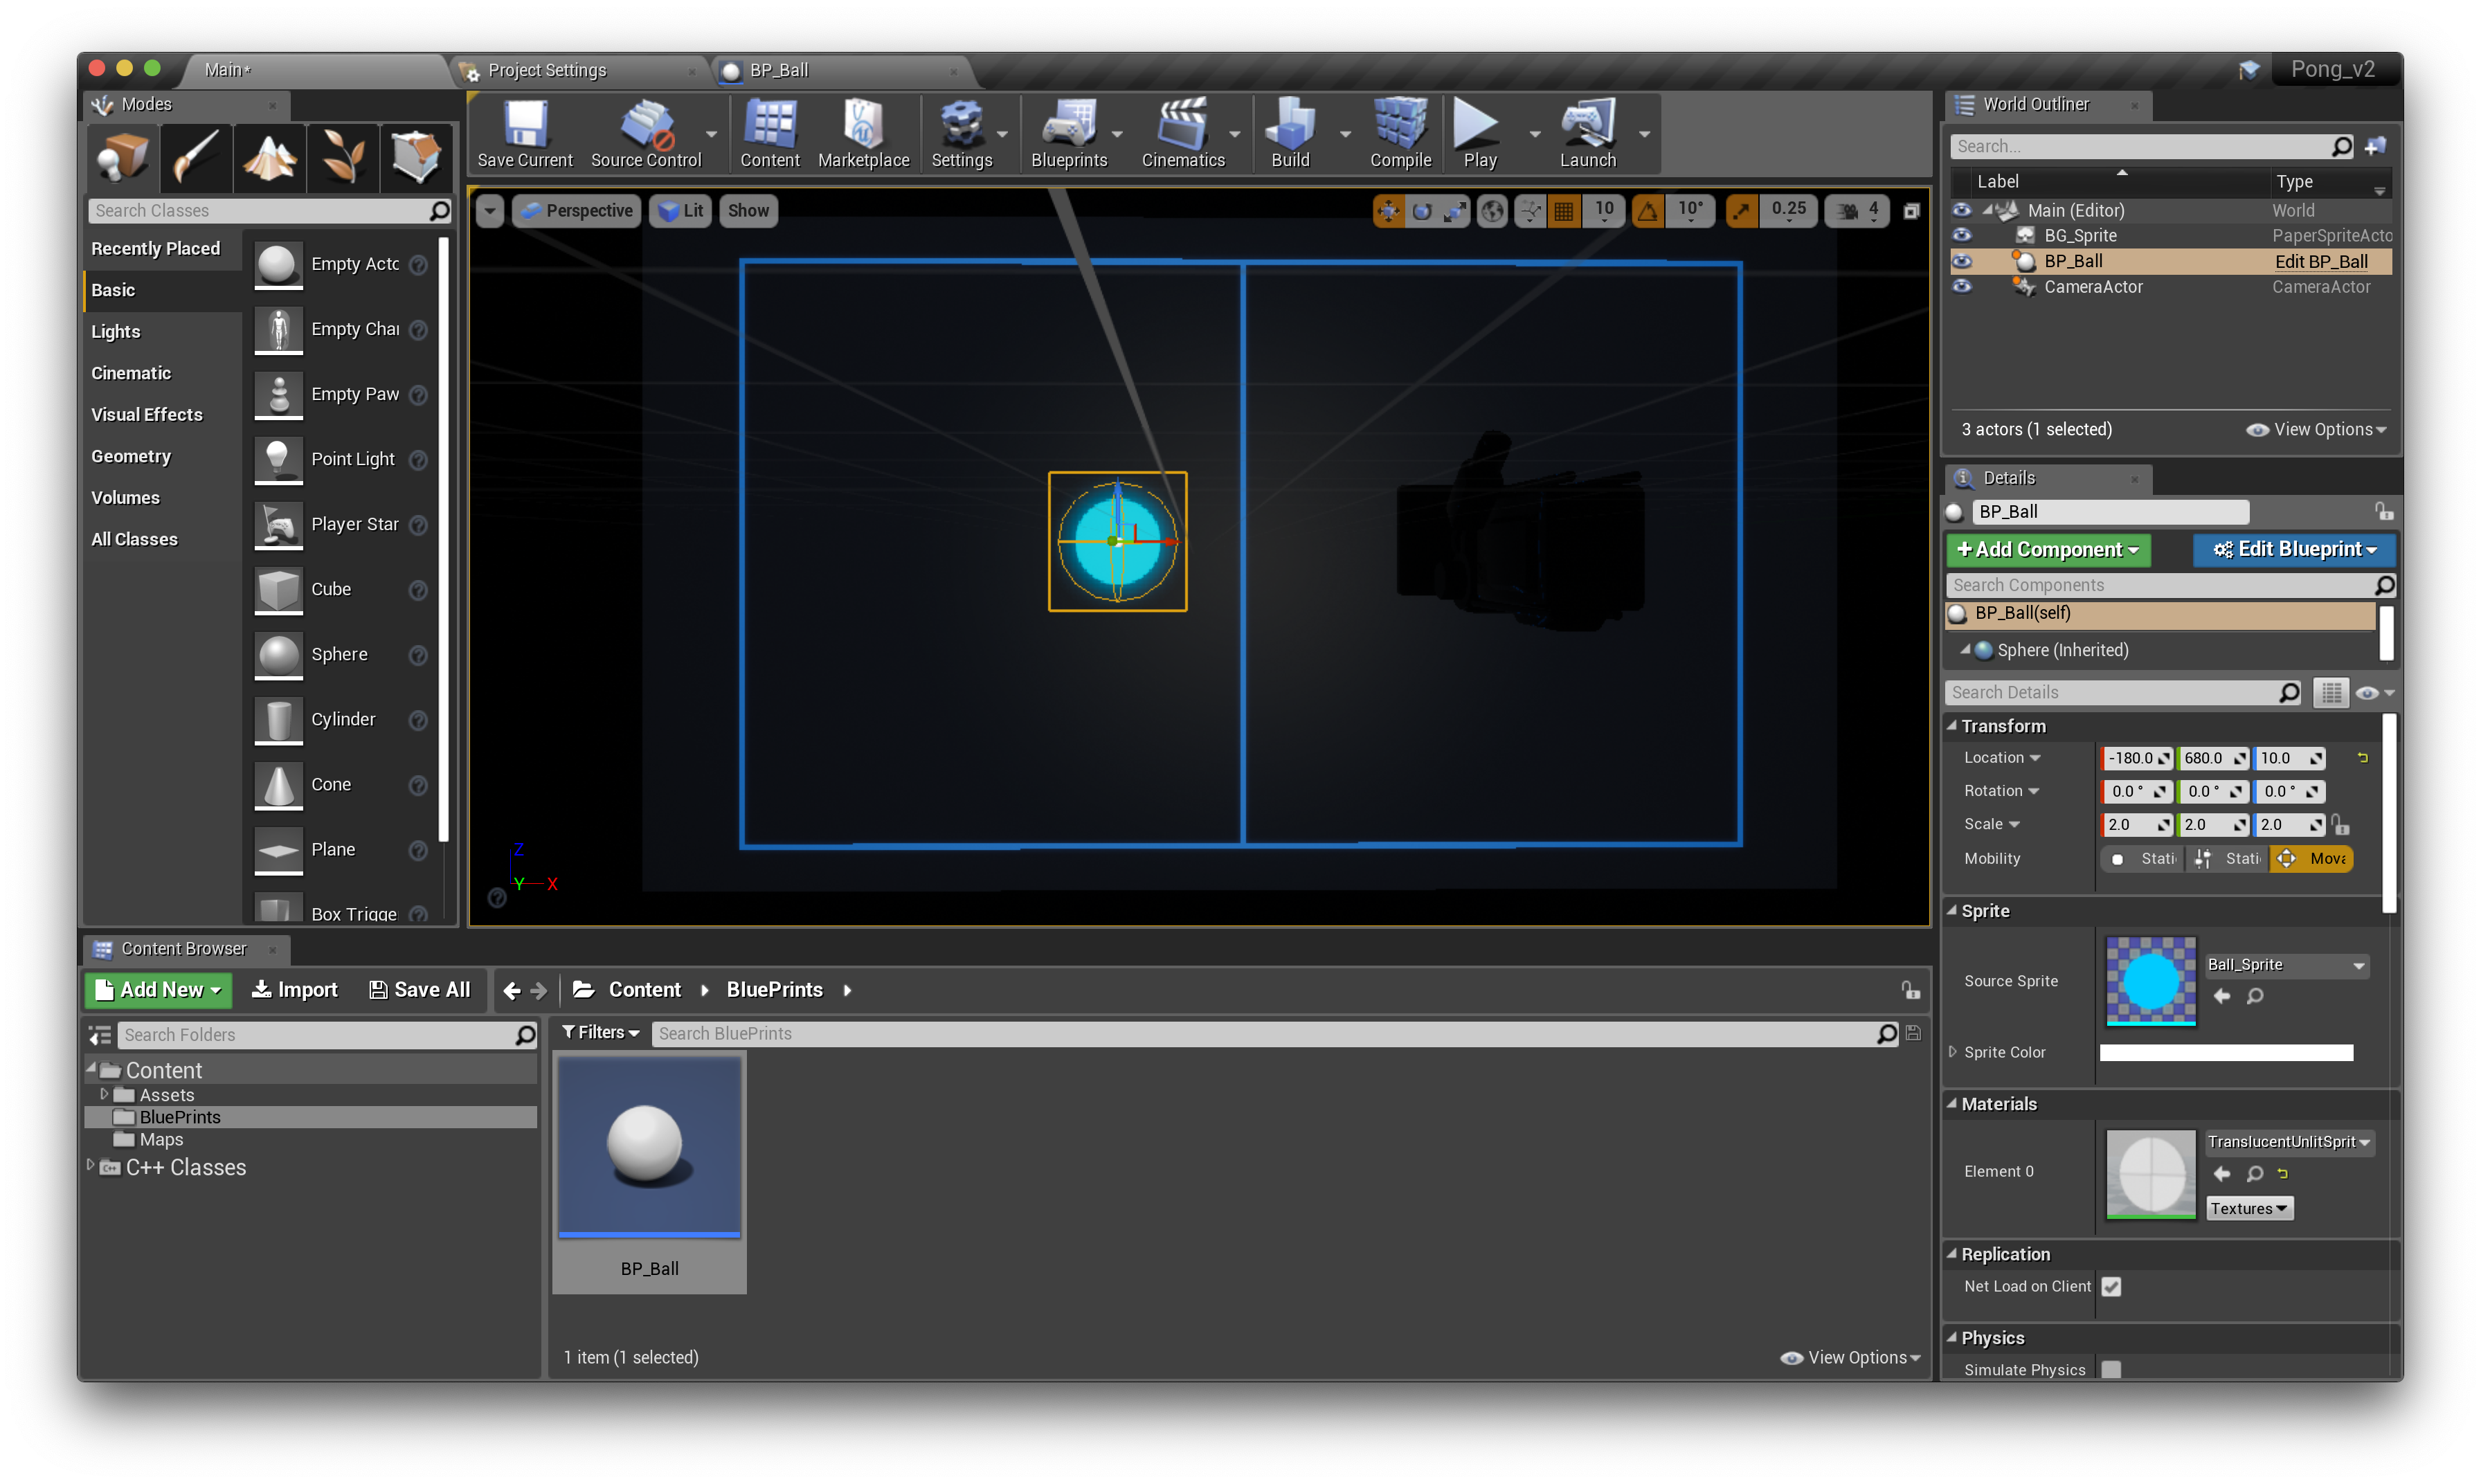 Main*
Project Settings
BP_Ball
Pong_v2
Modes
Search Classes
Recently Placed
Basic
Lights
Cinematic
Visual Effects
Geometry
Volumes
All Classes
Empty Actc
Empty Chai
Empty Paw
Point Light
Player Star
Cube
Sphere
Cylinder
Cone
Plane
Box Trigge
Save Current
Source Control
Content
Marketplace
Settings
Blueprints
Cinematics
Build
Compile
Play
Launch
Perspective
Lit
Show
10
10°
0.25
4
Z
Y
X
World Outliner
Search...
Label
Type
Main (Editor)
World
BG_Sprite
PaperSpriteActo
BP_Ball
Edit BP_Ball
CameraActor
CameraActor
3 actors (1 selected)
View Options
Details
BP_Ball
+Add Component
Edit Blueprint
Search Components
BP_Ball(self)
Sphere (Inherited)
Search Details
Transform
Location
-180.0
680.0
10.0
Rotation
0.0 °
0.0 °
0.0 °
Scale
2.0
2.0
2.0
Mobility
Stati
Stati
Mova
Sprite
Source Sprite
Ball_Sprite
Sprite Color
Materials
Element 0
TranslucentUnlitSprit
Textures
Replication
Net Load on Client
Physics
Simulate Physics
Content Browser
Add New
Import
Save All
Content
BluePrints
Search Folders
Content
Assets
BluePrints
Maps
C++ Classes
Filters
Search BluePrints
BP_Ball
1 item (1 selected)
View Options